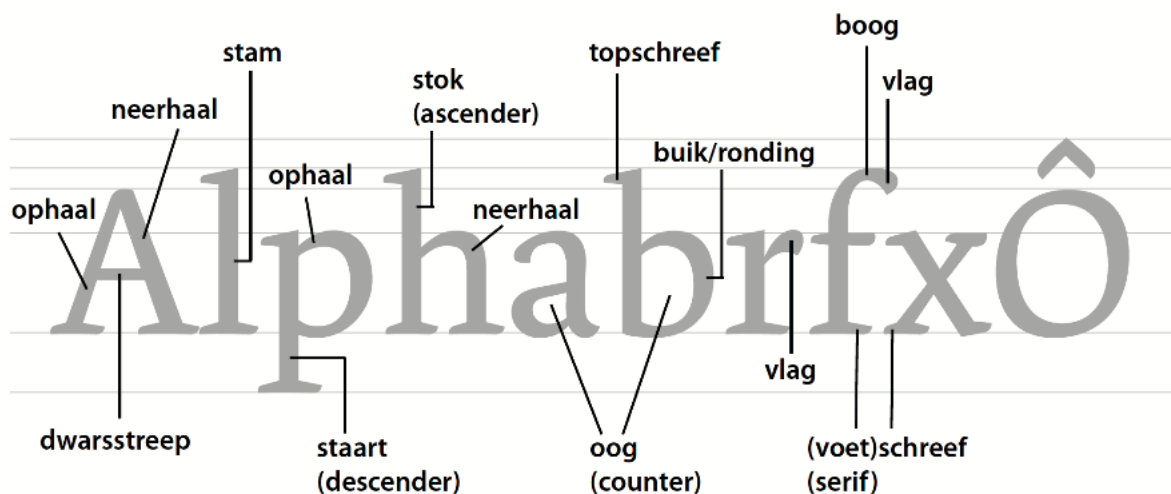 boog
stam
topschreef
vlag
stok
(ascender)
neerhaal
buik/ronding
ophaal
ophaal
neerhaal
AlphabrfxÔ
vlag
dwarsstreep
staart
(descender)
oog
(counter)
(voet)schreef
(serif)